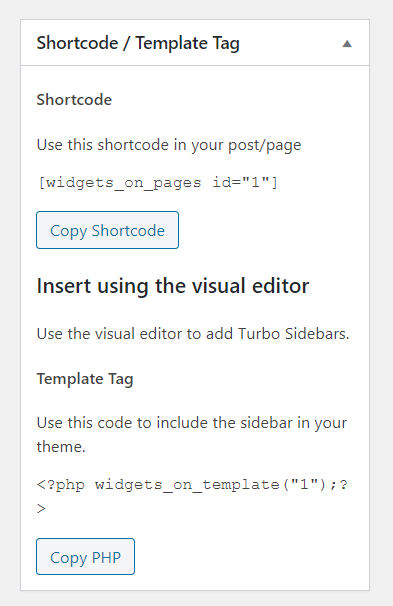 Shortcode / Template Tag
Shortcode
Use this shortcode in your post/page
[widgets_on_pages id="1"]
Copy Shortcode
Insert using the visual editor
Use the visual editor to add Turbo Sidebars.
Template Tag
Use this code to include the sidebar in your
theme.
<?php widgets_on_template("1");?
>
Copy PHP